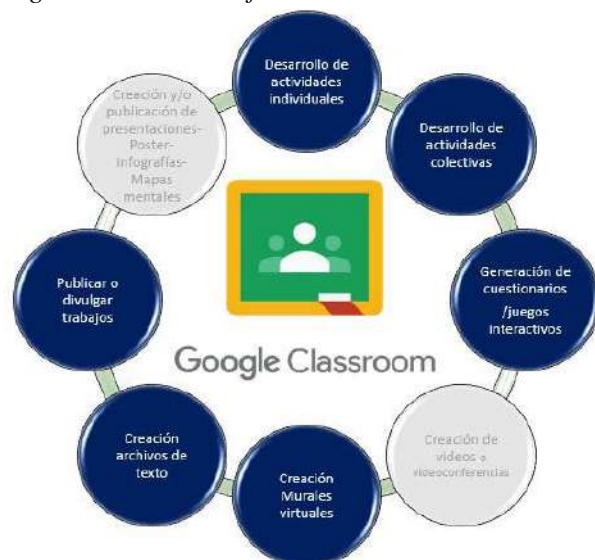 Desarrollo de
actividades
individuales
Desarrollo de
actividades
colectivas
Generación de
cuestionarios
/juegos
interactivos
Creación de
videos o
videoconferencias
Creación
Murales
virtuales
Creación
archivos de
texto
Publicar o
divulgar
trabajos
Creación y/o
publicación de
presentaciones-
Poster-
Infografías-
Mapas
mentales
Google Classroom